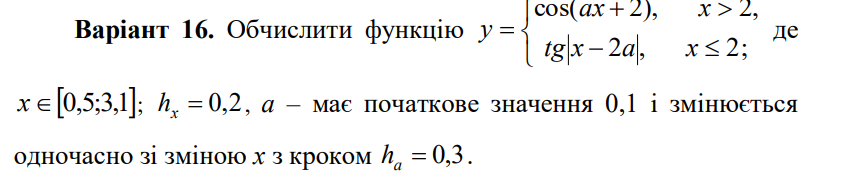 cos(ax + 2), x > 2,
Варіант 16. Обчислити функцію y = { де
tg|x − 2a|, x ≤ 2;
x ∈ [0,5;3,1]; hₓ = 0,2, a – має початкове значення 0,1 і змінюється
одночасно зі зміною x з кроком hₐ = 0,3.